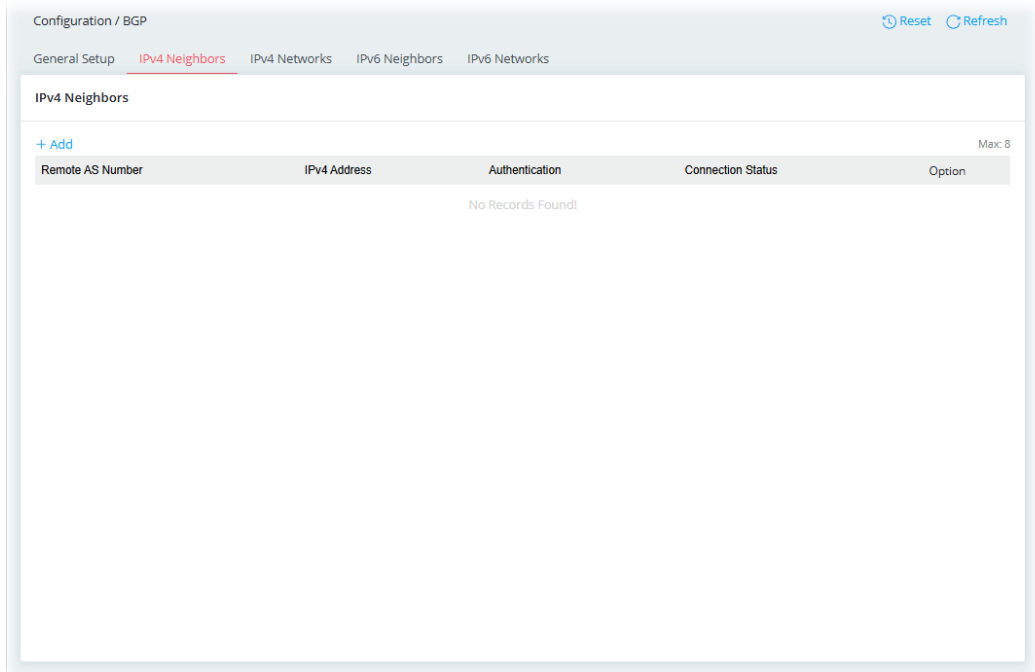 Configuration / BGP Reset Refresh
General Setup IPv4 Neighbors IPv4 Networks IPv6 Neighbors IPv6 Networks
IPv4 Neighbors
+ Add Max: 8
Remote AS Number IPv4 Address Authentication Connection Status Option
No Records Found!